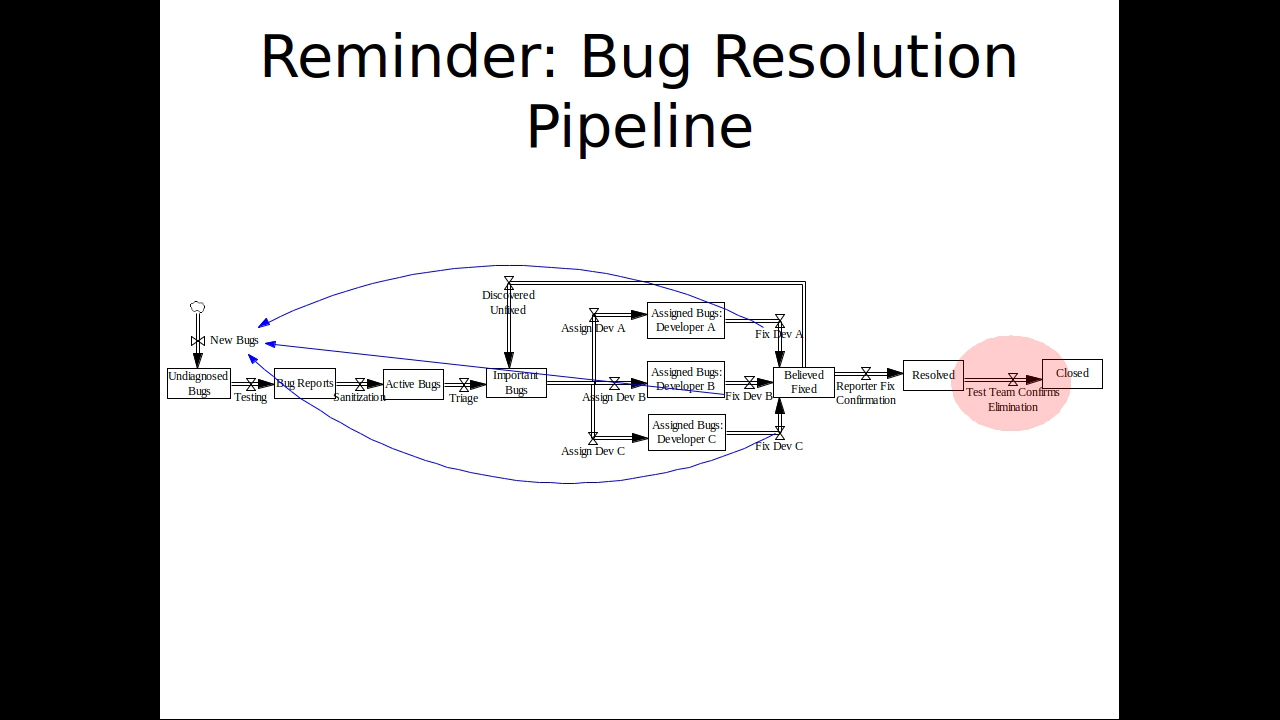 Reminder: Bug Resolution
Pipeline
Discovered
Unfixed
New Bugs
Assign Dev A
Assigned Bugs:
Developer A
Fix Dev A
Undiagnosed
Bugs
Testing
Bug Reports
Sanitization
Active Bugs
Triage
Important
Bugs
Assign Dev B
Assigned Bugs:
Developer B
Fix Dev B
Believed
Fixed
Reporter Fix
Confirmation
Resolved
Test Team Confirms
Elimination
Closed
Assign Dev C
Assigned Bugs:
Developer C
Fix Dev C